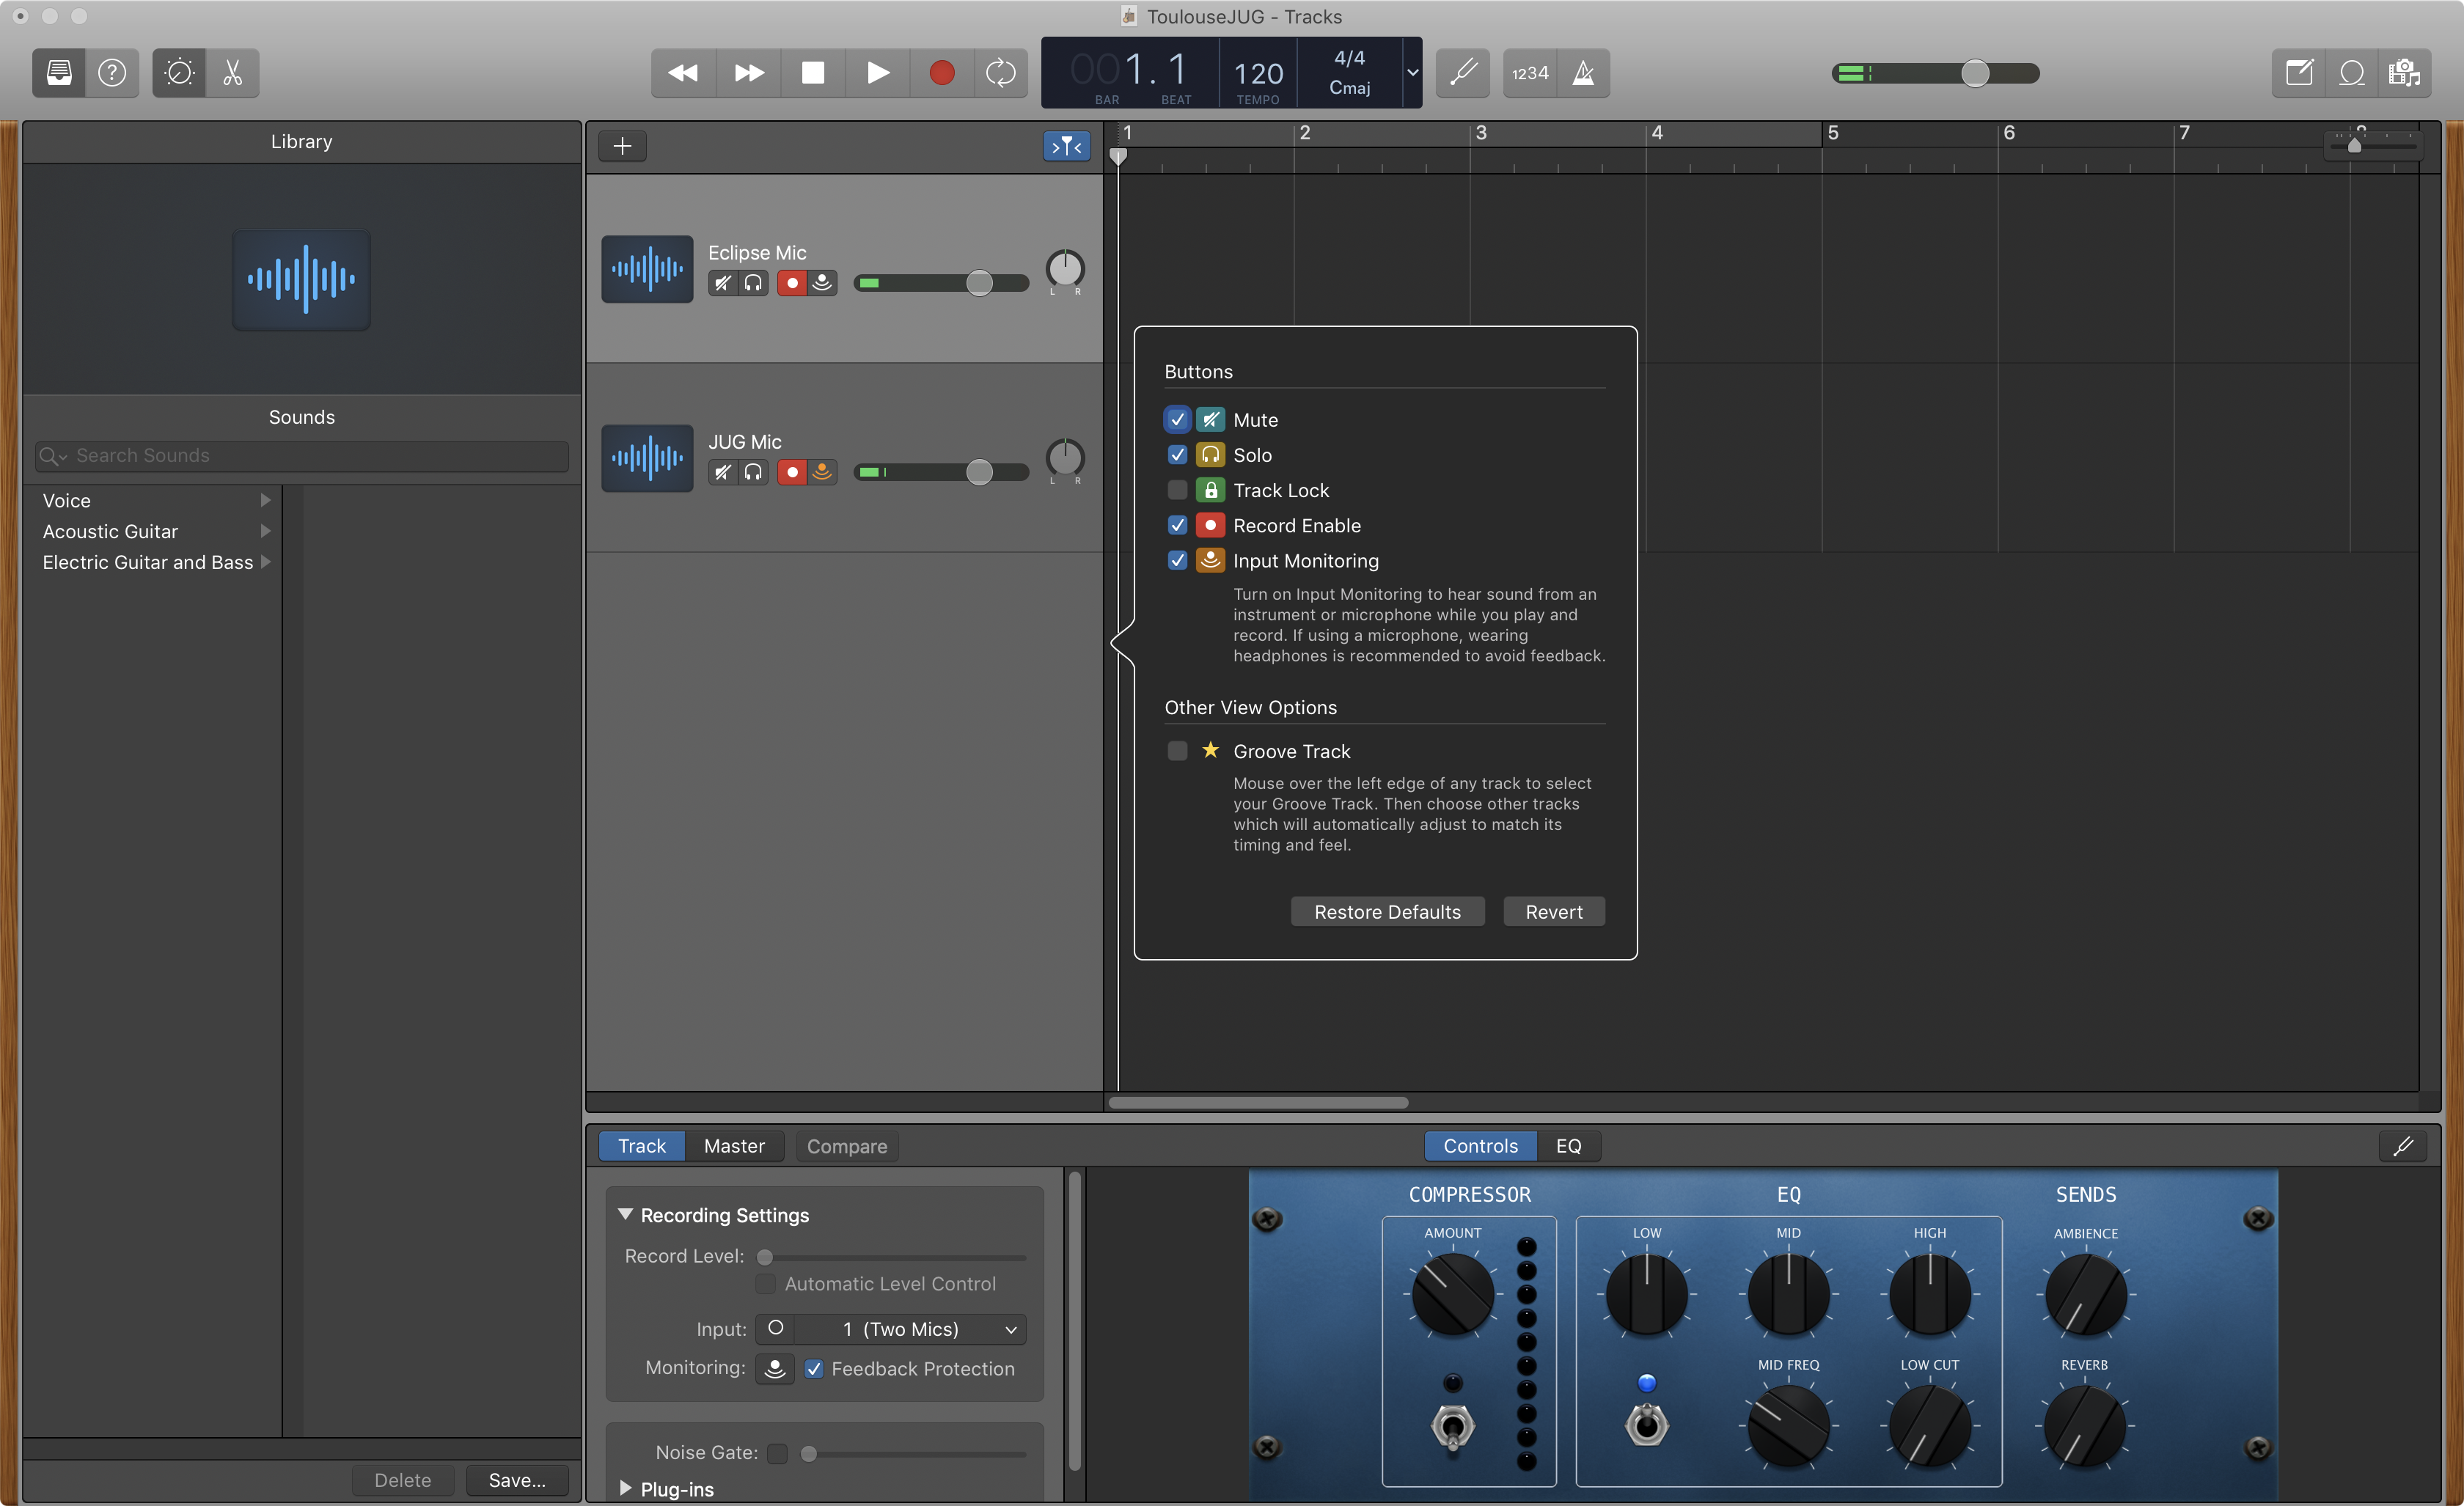 ToulouseJUG - Tracks
001. 1
BAR BEAT
120
TEMPO
4/4
Cmaj
1234
Library
Sounds
Search Sounds
Voice
Acoustic Guitar
Electric Guitar and Bass
Delete
Save...
1 2 3 4 5 6 7
Eclipse Mic
L R
JUG Mic
L R
Buttons
Mute
Solo
Track Lock
Record Enable
Input Monitoring
Turn on Input Monitoring to hear sound from an
instrument or microphone while you play and
record. If using a microphone, wearing
headphones is recommended to avoid feedback.
Other View Options
Groove Track
Mouse over the left edge of any track to select
your Groove Track. Then choose other tracks
which will automatically adjust to match its
timing and feel.
Restore Defaults
Revert
Track
Master
Compare
Controls
EQ
Recording Settings
Record Level:
Automatic Level Control
Input:
1 (Two Mics)
Monitoring:
Feedback Protection
Noise Gate:
Plug-ins
COMPRESSOR
AMOUNT
EQ
LOW
MID
HIGH
MID FREQ
LOW CUT
SENDS
AMBIENCE
REVERB